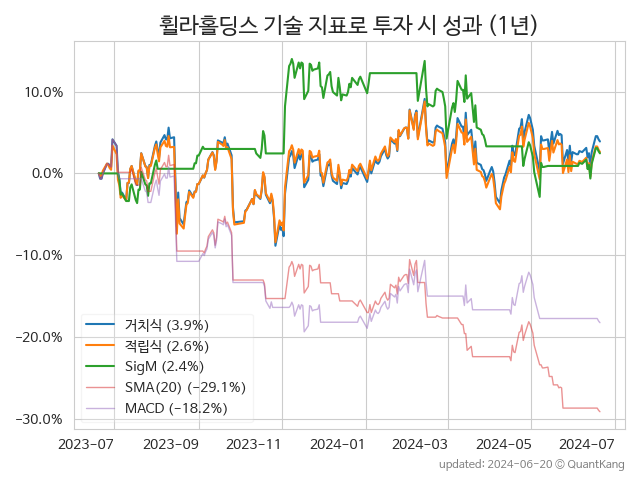 휠라홀딩스 기술 지표로 투자 시 성과 (1년)
10.0%
0.0%
−10.0%
−20.0%
−30.0%
거치식 (3.9%)
적립식 (2.6%)
SigM (2.4%)
SMA(20) (−29.1%)
MACD (−18.2%)
2023-07 2023-09 2023-11 2024-01 2024-03 2024-05 2024-07
updated: 2024-06-20 © QuantKang